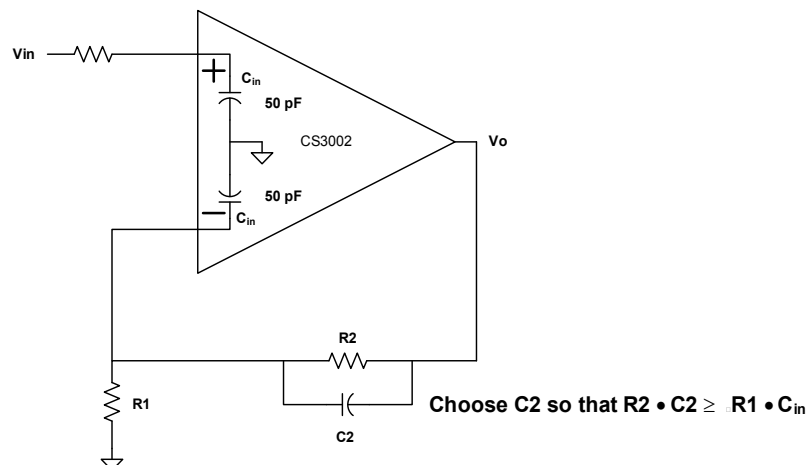 Vin
+
Cin
50 pF
CS3002
Vo
50 pF
–
Cin
R2
R1
C2
Choose C2 so that R2 • C2 ≥ R1 • Cin